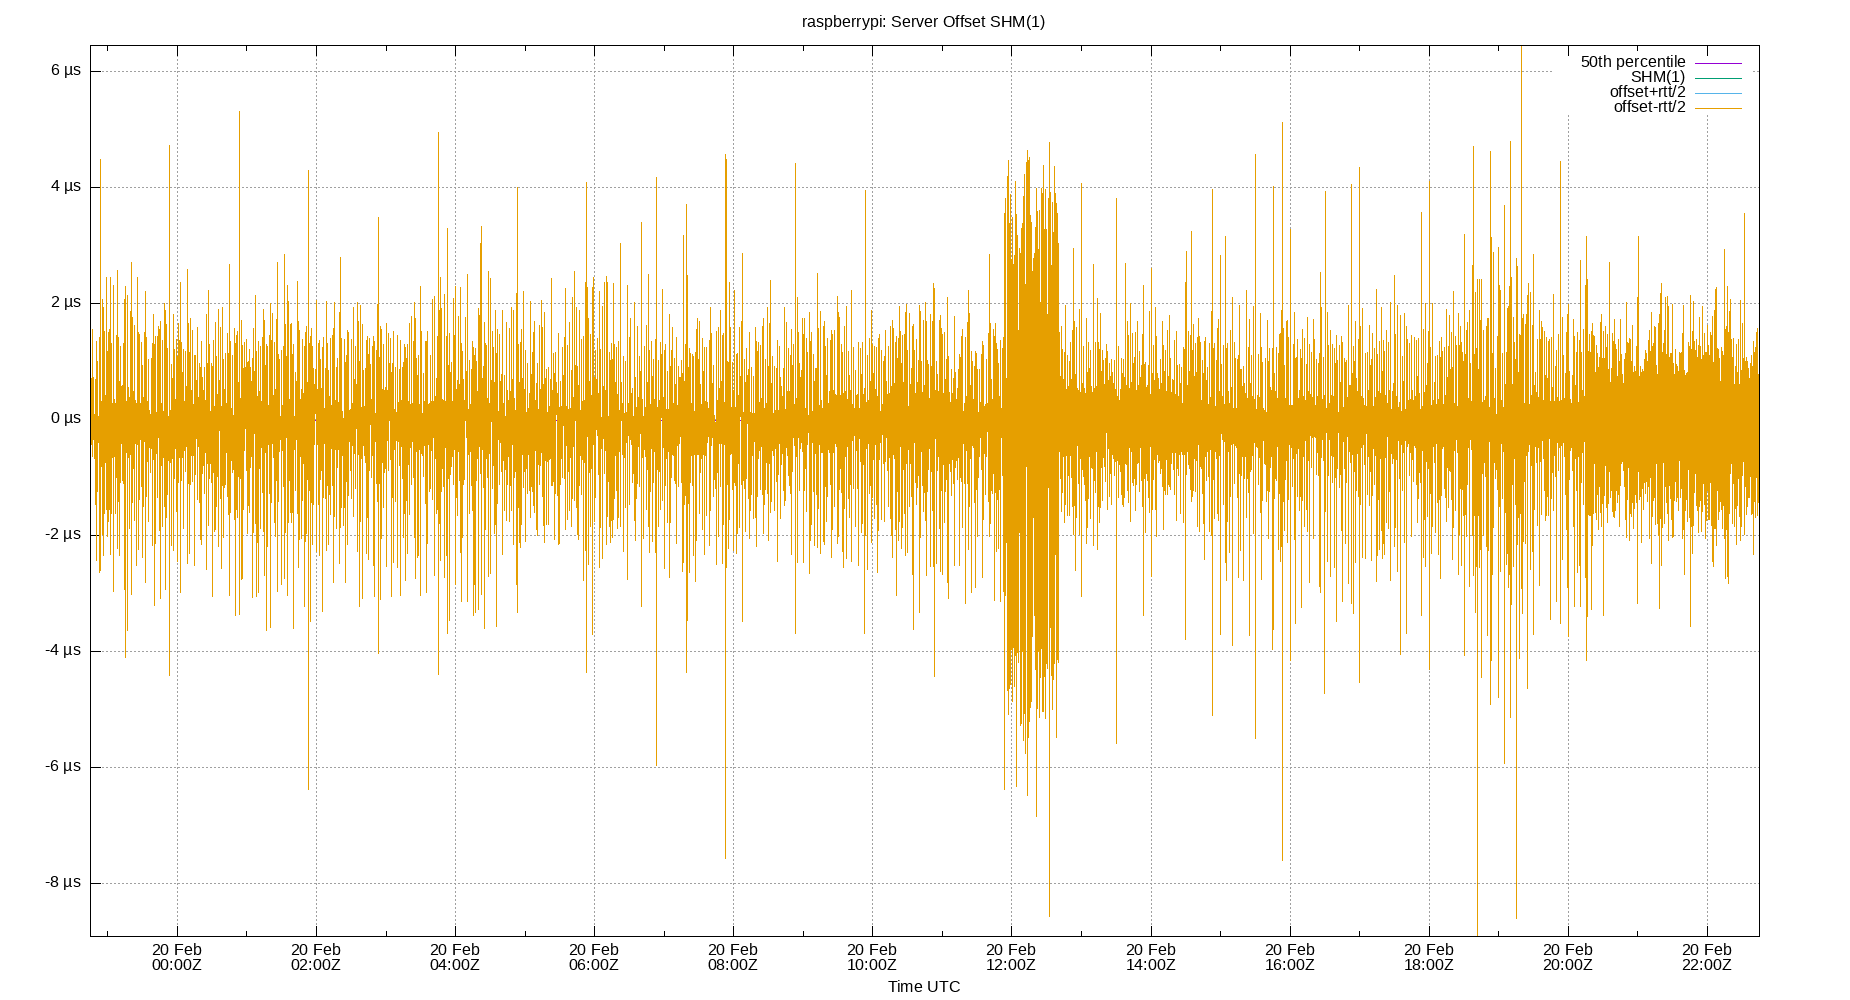 raspberrypi: Server Offset SHM(1)
50th percentile
SHM(1)
offset+rtt/2
offset-rtt/2
6 µs
4 µs
2 µs
0 µs
-2 µs
-4 µs
-6 µs
-8 µs
20 Feb 20 Feb 20 Feb 20 Feb 20 Feb 20 Feb 20 Feb 20 Feb 20 Feb 20 Feb 20 Feb 20 Feb
00:00Z 02:00Z 04:00Z 06:00Z 08:00Z 10:00Z 12:00Z 14:00Z 16:00Z 18:00Z 20:00Z 22:00Z
Time UTC